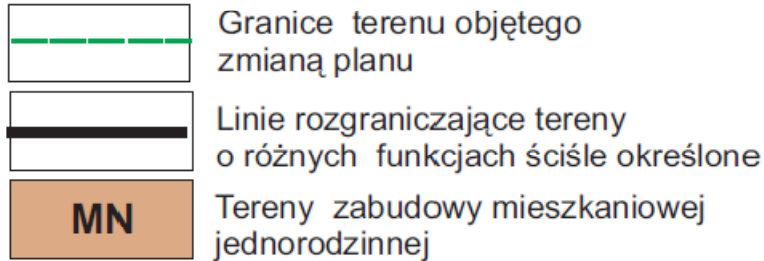 Granice terenu objętego
zmianą planu
Linie rozgraniczające tereny
o różnych funkcjach ściśle określone
MN
Tereny zabudowy mieszkaniowej
jednorodzinnej